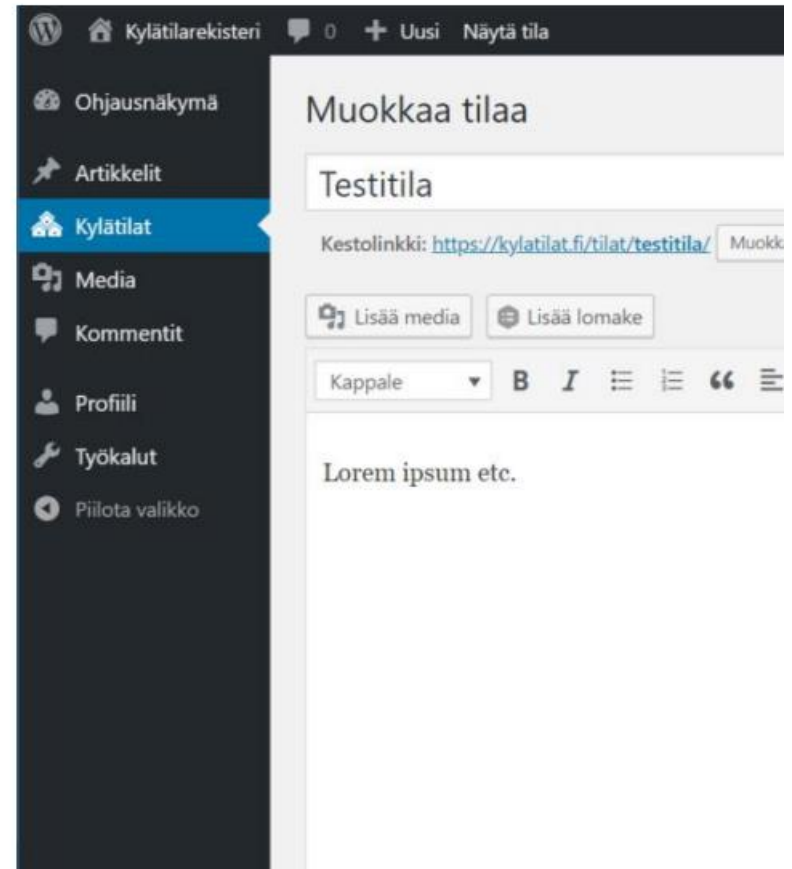 Kylätilarekisteri 0 + Uusi Näytä tila
Ohjausnäkymä
Muokkaa tilaa
Artikkelit
Testitila
Kylätilat
Kestolinkki: https://kylatilat.fi/tilat/testitila/ Muokk
Media
Lisää media Lisää lomake
Kommentit
Kappale B I
Profiili
Työkalut
Lorem ipsum etc.
Piilota valikko